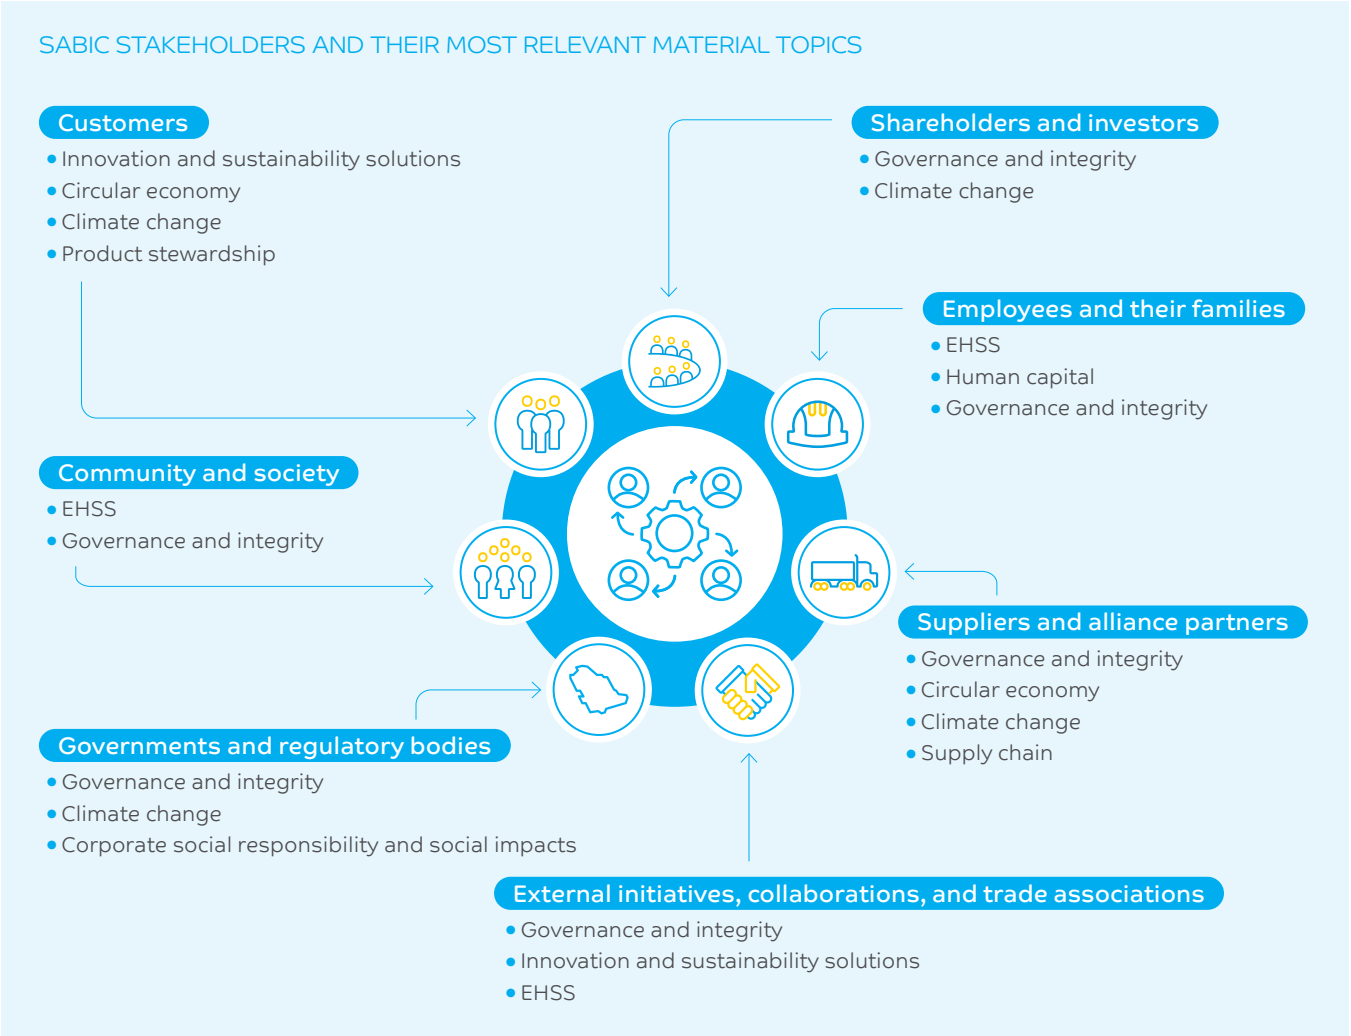 SABIC STAKEHOLDERS AND THEIR MOST RELEVANT MATERIAL TOPICS
Customers
Innovation and sustainability solutions
Circular economy
Climate change
Product stewardship
Shareholders and investors
Governance and integrity
Climate change
Employees and their families
EHSS
Human capital
Governance and integrity
Community and society
EHSS
Governance and integrity
Suppliers and alliance partners
Governance and integrity
Circular economy
Climate change
Supply chain
Governments and regulatory bodies
Governance and integrity
Climate change
Corporate social responsibility and social impacts
External initiatives, collaborations, and trade associations
Governance and integrity
Innovation and sustainability solutions
EHSS